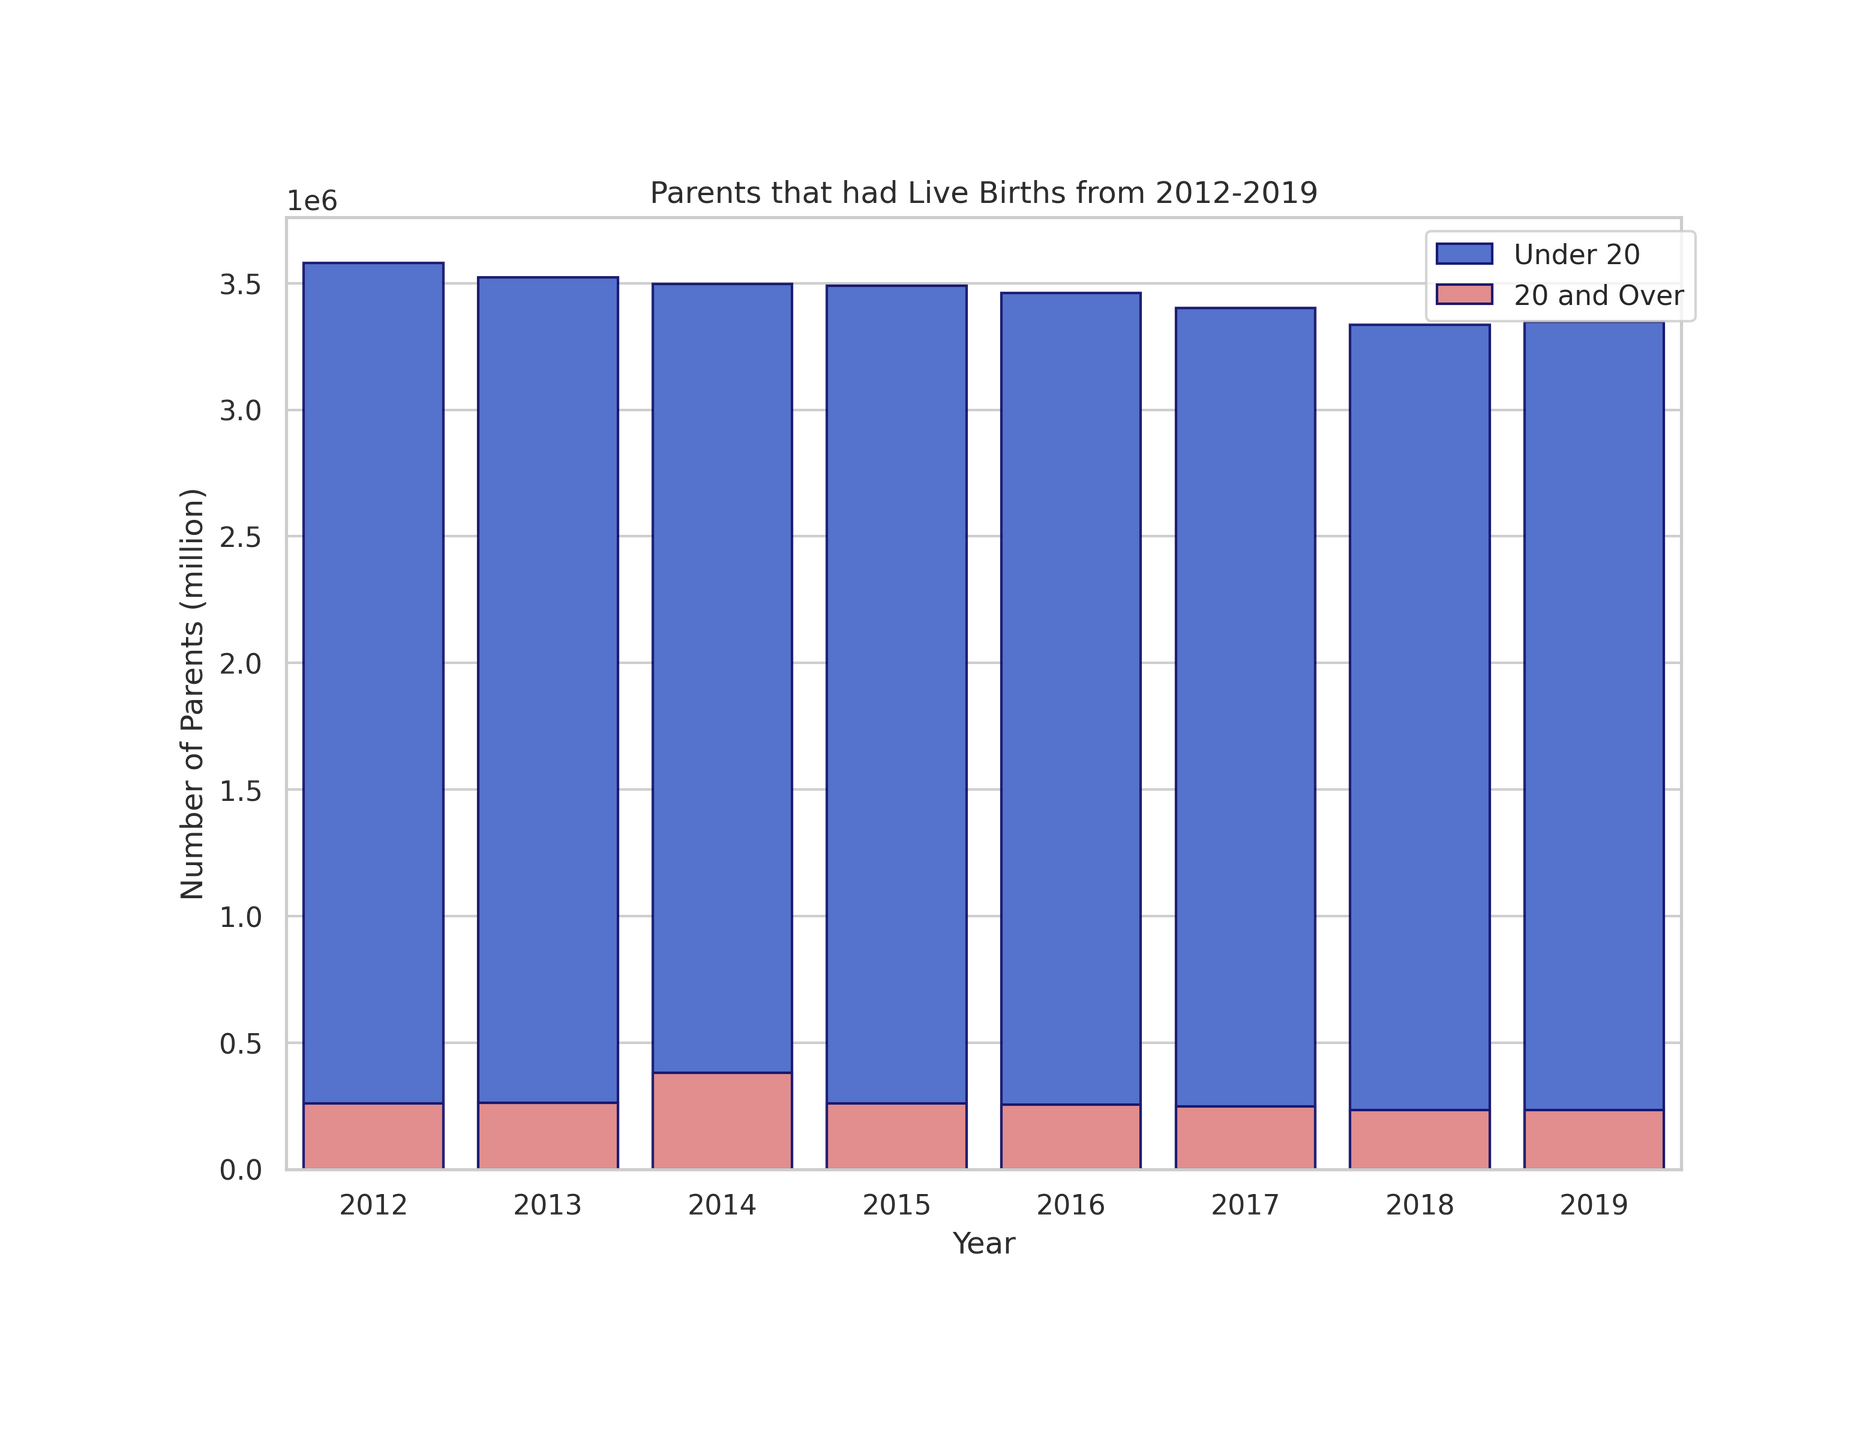 Parents that had Live Births from 2012-2019
1e6
Under 20
20 and Over
3.5
3.0
2.5
2.0
1.5
1.0
0.5
0.0
Number of Parents (million)
2012 2013 2014 2015 2016 2017 2018 2019
Year